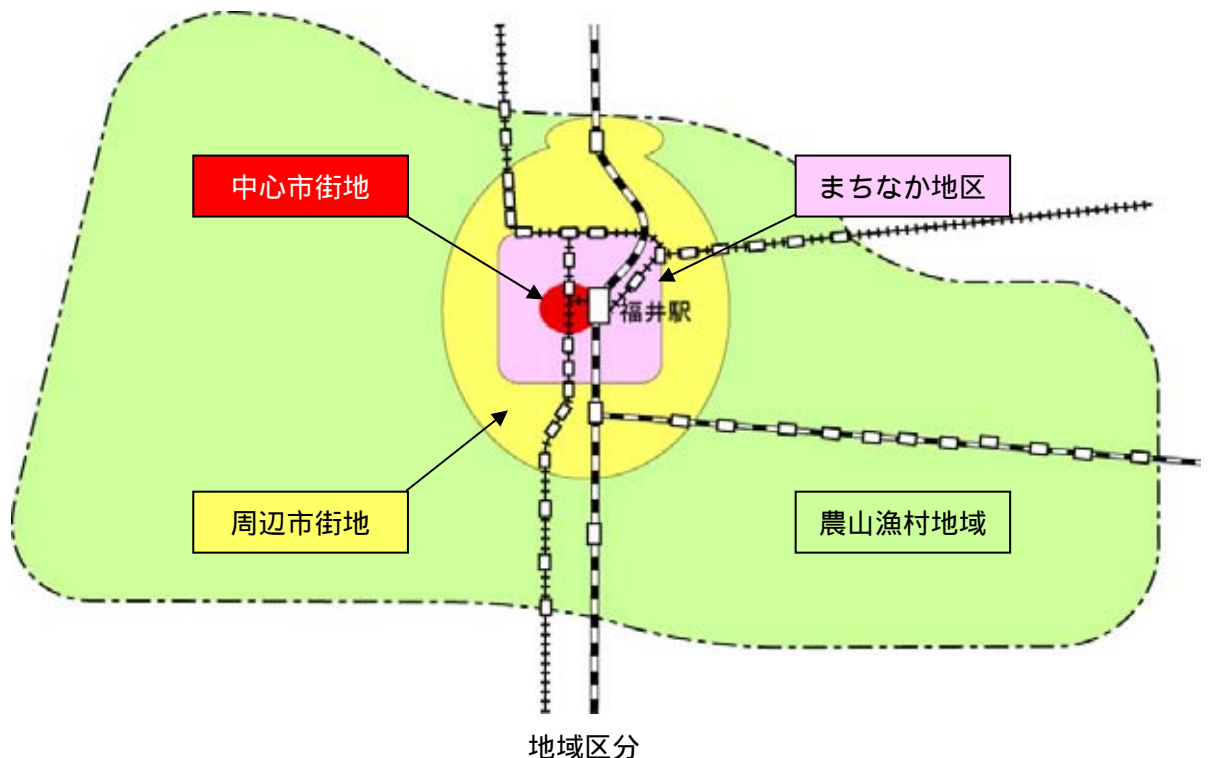 中心市街地
まちなか地区
福井駅
周辺市街地
農山漁村地域
地域区分